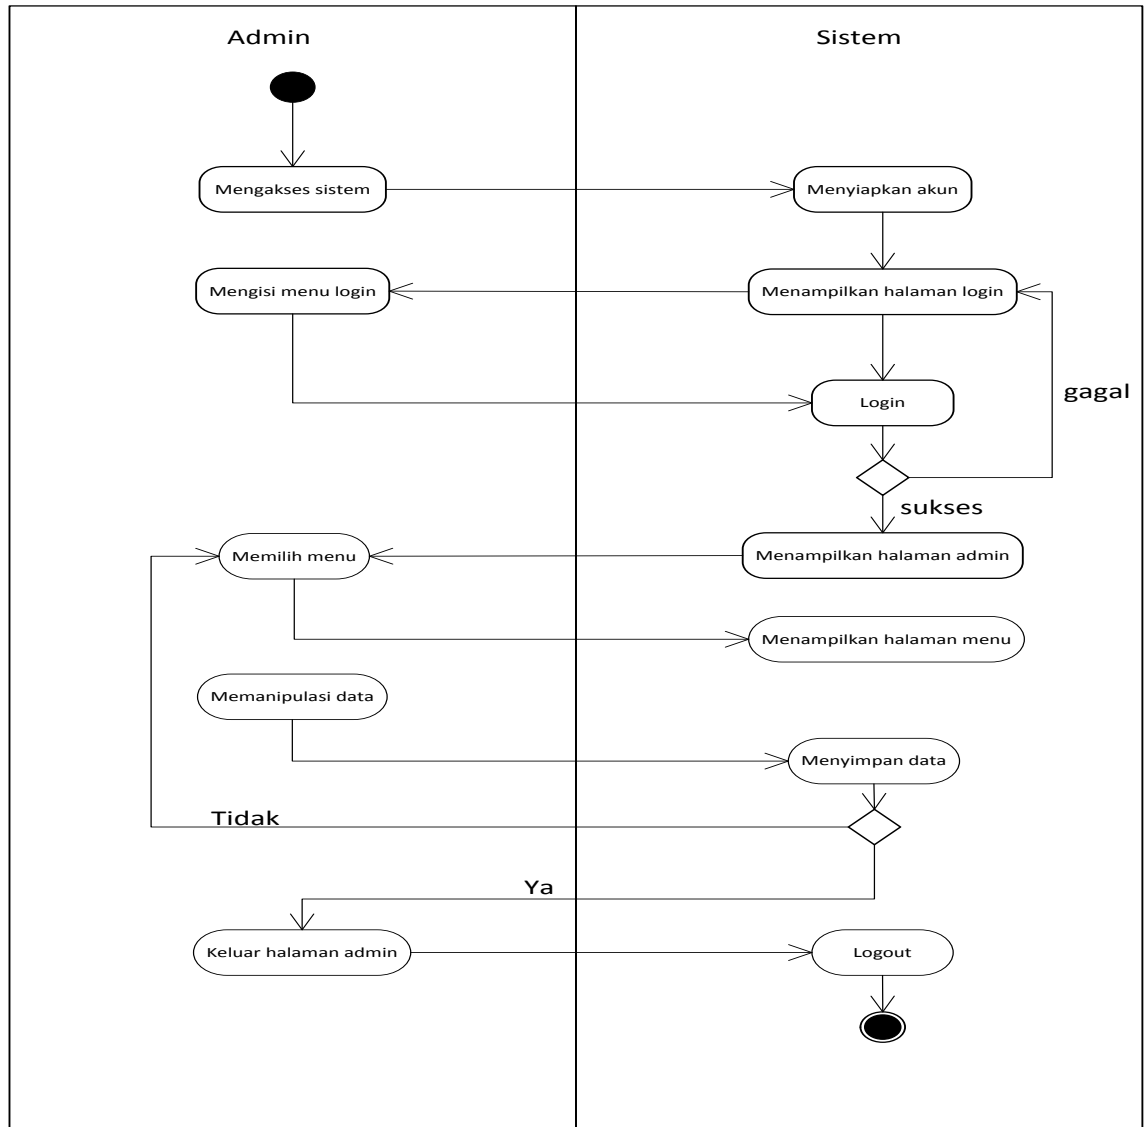 Admin
Sistem
Mengakses sistem
Menyiapkan akun
Mengisi menu login
Menampilkan halaman login
Login
gagal
sukses
Memilih menu
Menampilkan halaman admin
Menampilkan halaman menu
Memanipulasi data
Menyimpan data
Tidak
Ya
Keluar halaman admin
Logout